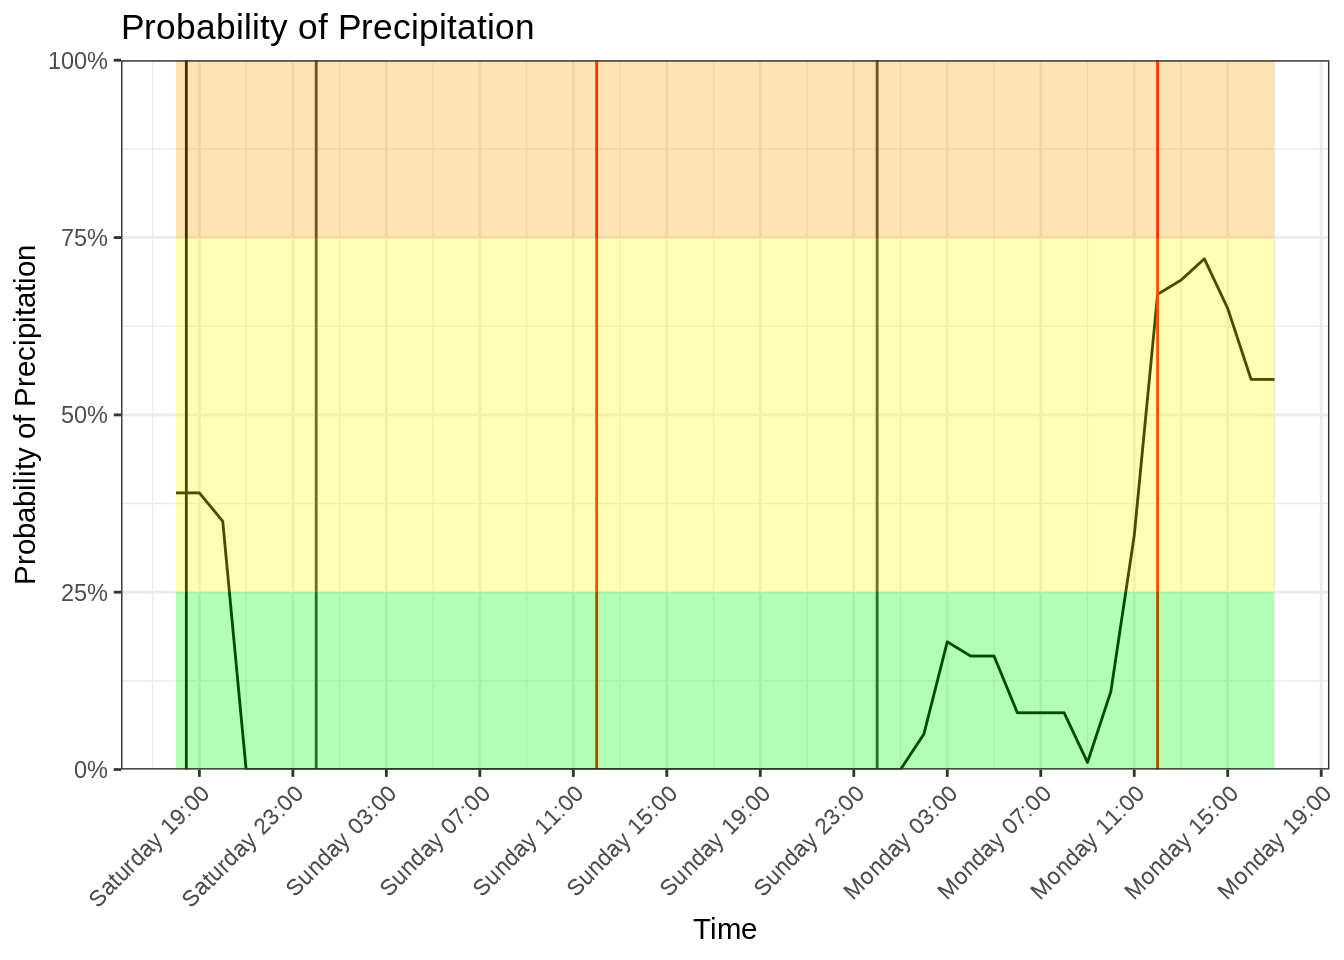 Probability of Precipitation
100%
75%
50%
25%
0%
Probability of Precipitation
Saturday 19:00
Saturday 23:00
Sunday 03:00
Sunday 07:00
Sunday 11:00
Sunday 15:00
Sunday 19:00
Sunday 23:00
Monday 03:00
Monday 07:00
Monday 11:00
Monday 15:00
Monday 19:00
Time